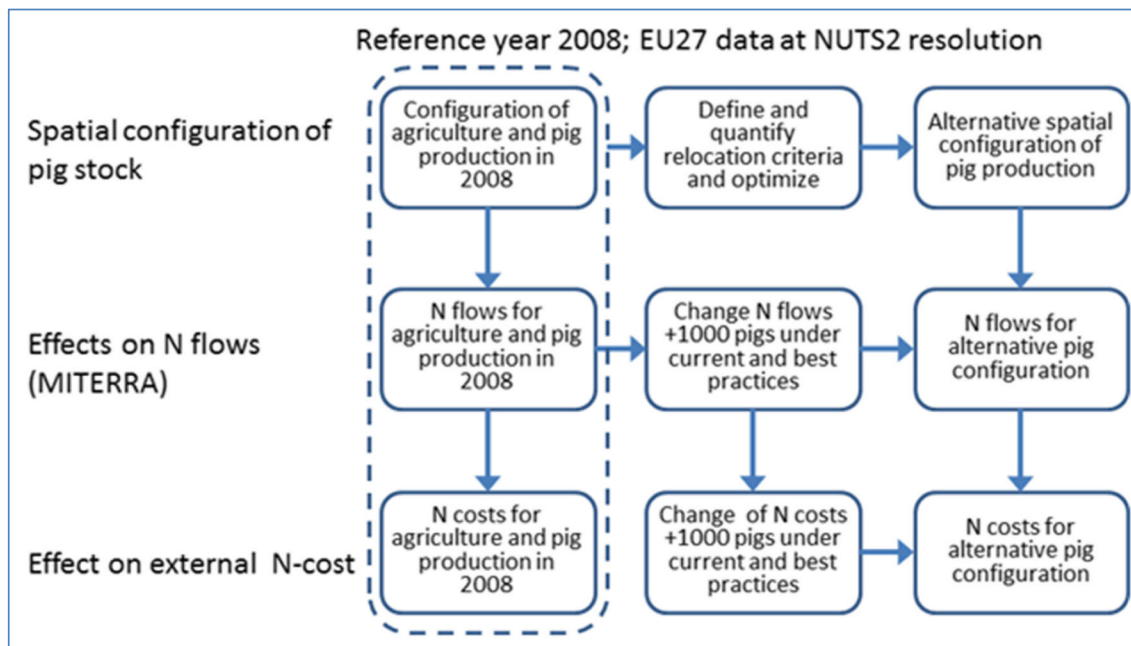 Reference year 2008; EU27 data at NUTS2 resolution
Spatial configuration of
pig stock
Configuration of
agriculture and pig
production in
2008
Define and
quantify
relocation criteria
and optimize
Alternative spatial
configuration of
pig production
Effects on N flows
(MITERRA)
N flows for
agriculture and pig
production in
2008
Change N flows
+1000 pigs under
current and best
practices
N flows for
alternative pig
configuration
Effect on external N-cost
N costs for
agriculture and pig
production in
2008
Change of N costs
+1000 pigs under
current and best
practices
N costs for
alternative pig
configuration